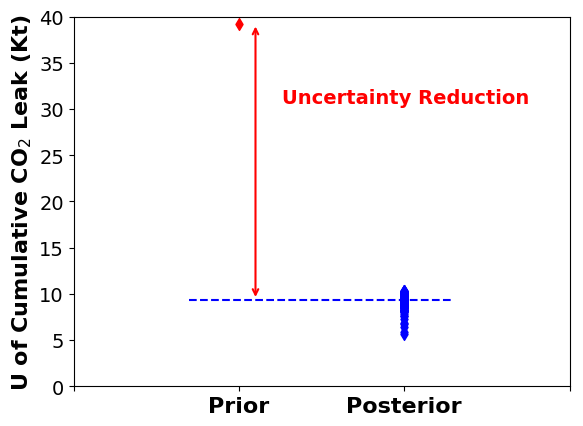 U of Cumulative CO₂ Leak (Kt)
40
35
30
25
20
15
10
5
0
Uncertainty Reduction
Prior
Posterior